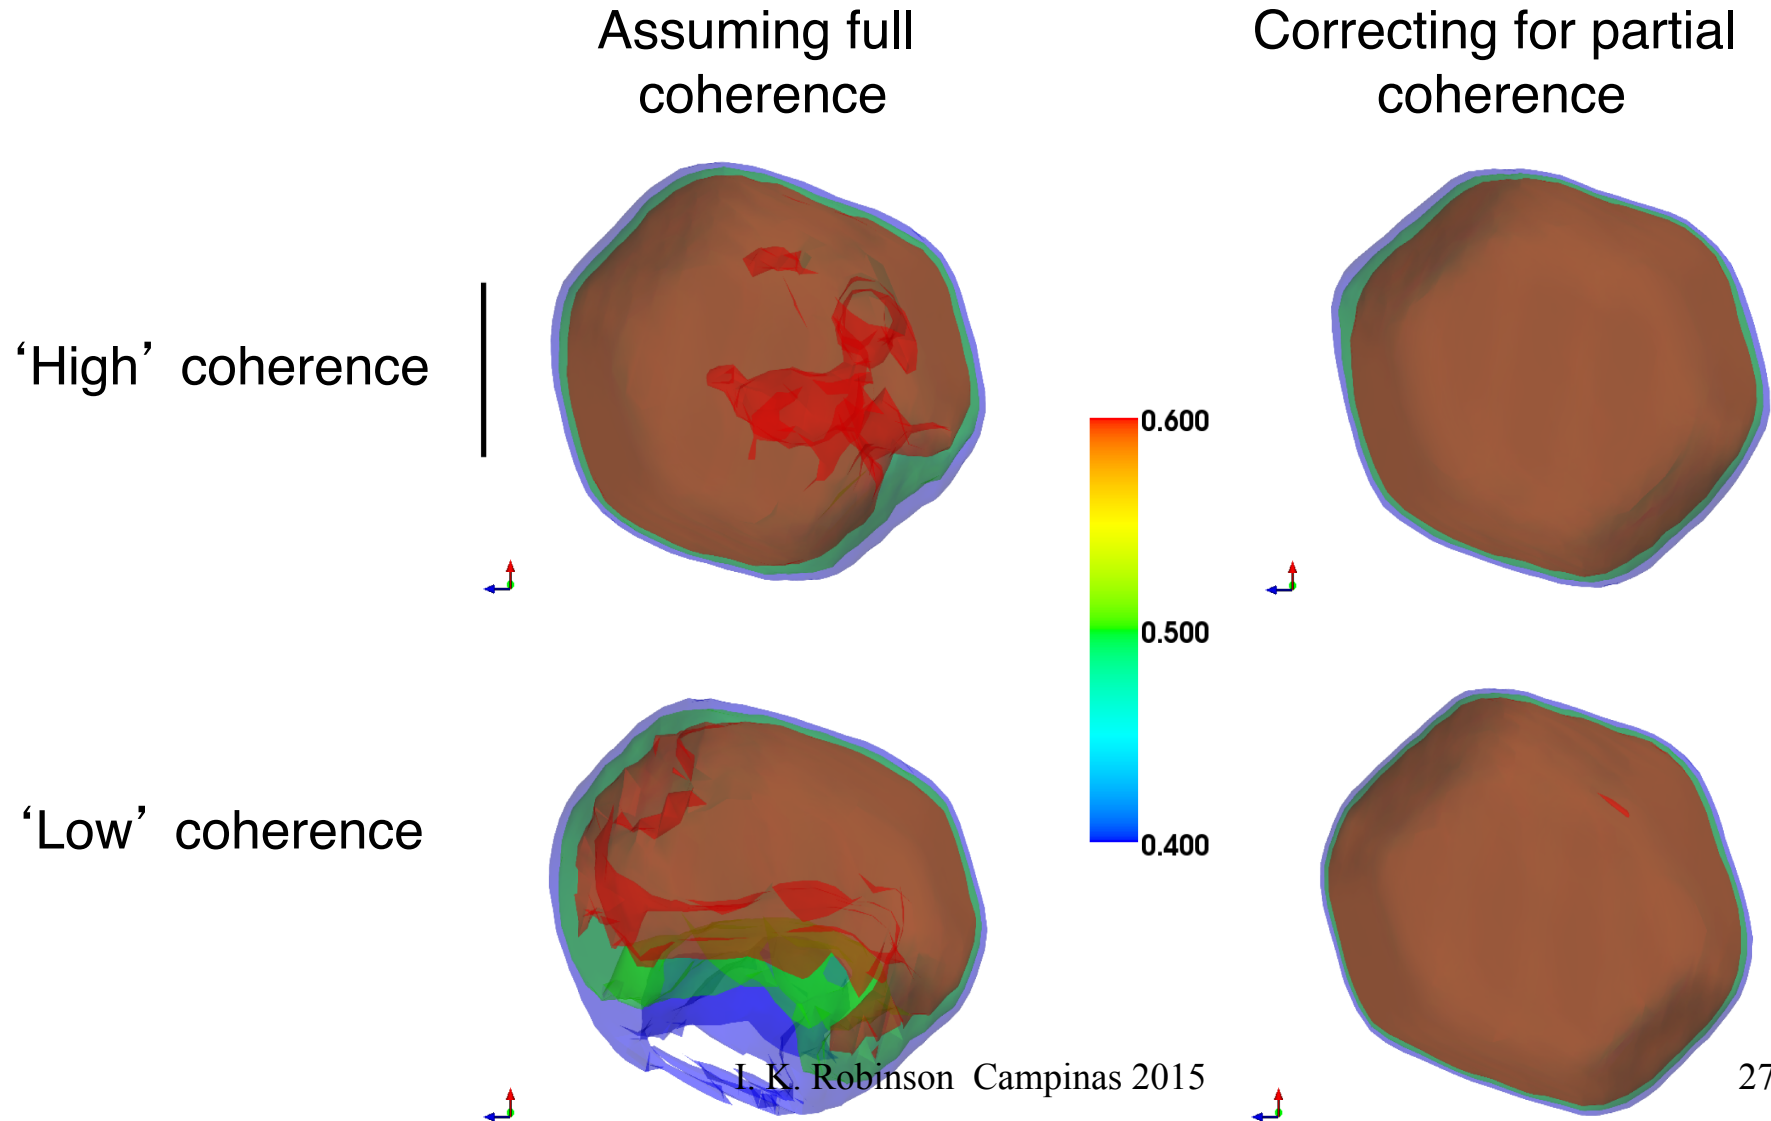 Assuming full
coherence
Correcting for partial
coherence
‘High’ coherence
0.600
0.500
0.400
‘Low’ coherence
I. K. Robinson Campinas 2015
27